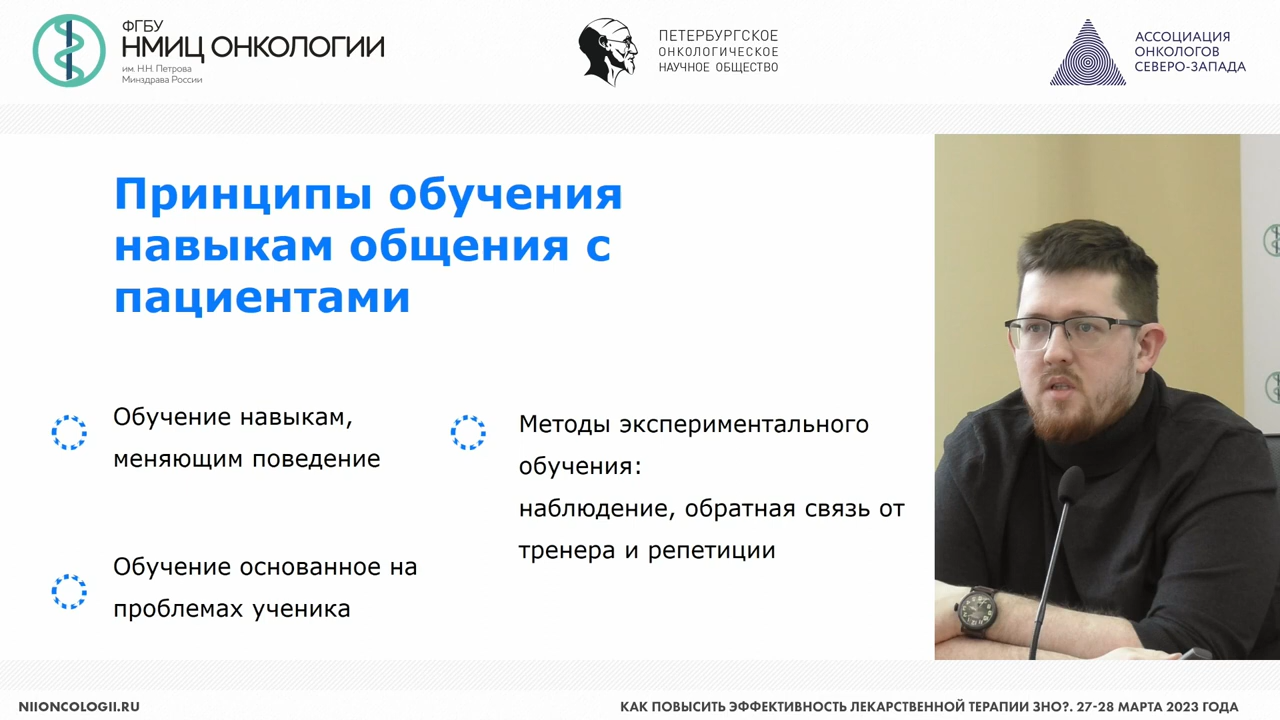 ФГБУ
НМИЦ ОНКОЛОГИИ
им. Н.Н. Петрова
Минздрава России
ПЕТЕРБУРГСКОЕ
ОНКОЛОГИЧЕСКОЕ
НАУЧНОЕ ОБЩЕСТВО
АССОЦИАЦИЯ
ОНКОЛОГОВ
СЕВЕРО-ЗАПАДА
Принципы обучения
навыкам общения с
пациентами
Обучение навыкам,
меняющим поведение
Обучение основанное на
проблемах ученика
Методы экспериментального
обучения:
наблюдение, обратная связь от
тренера и репетиции
NIIONCOLOGII.RU
КАК ПОВЫСИТЬ ЭФФЕКТИВНОСТЬ ЛЕКАРСТВЕННОЙ ТЕРАПИИ ЗНО?. 27-28 МАРТА 2023 ГОДА